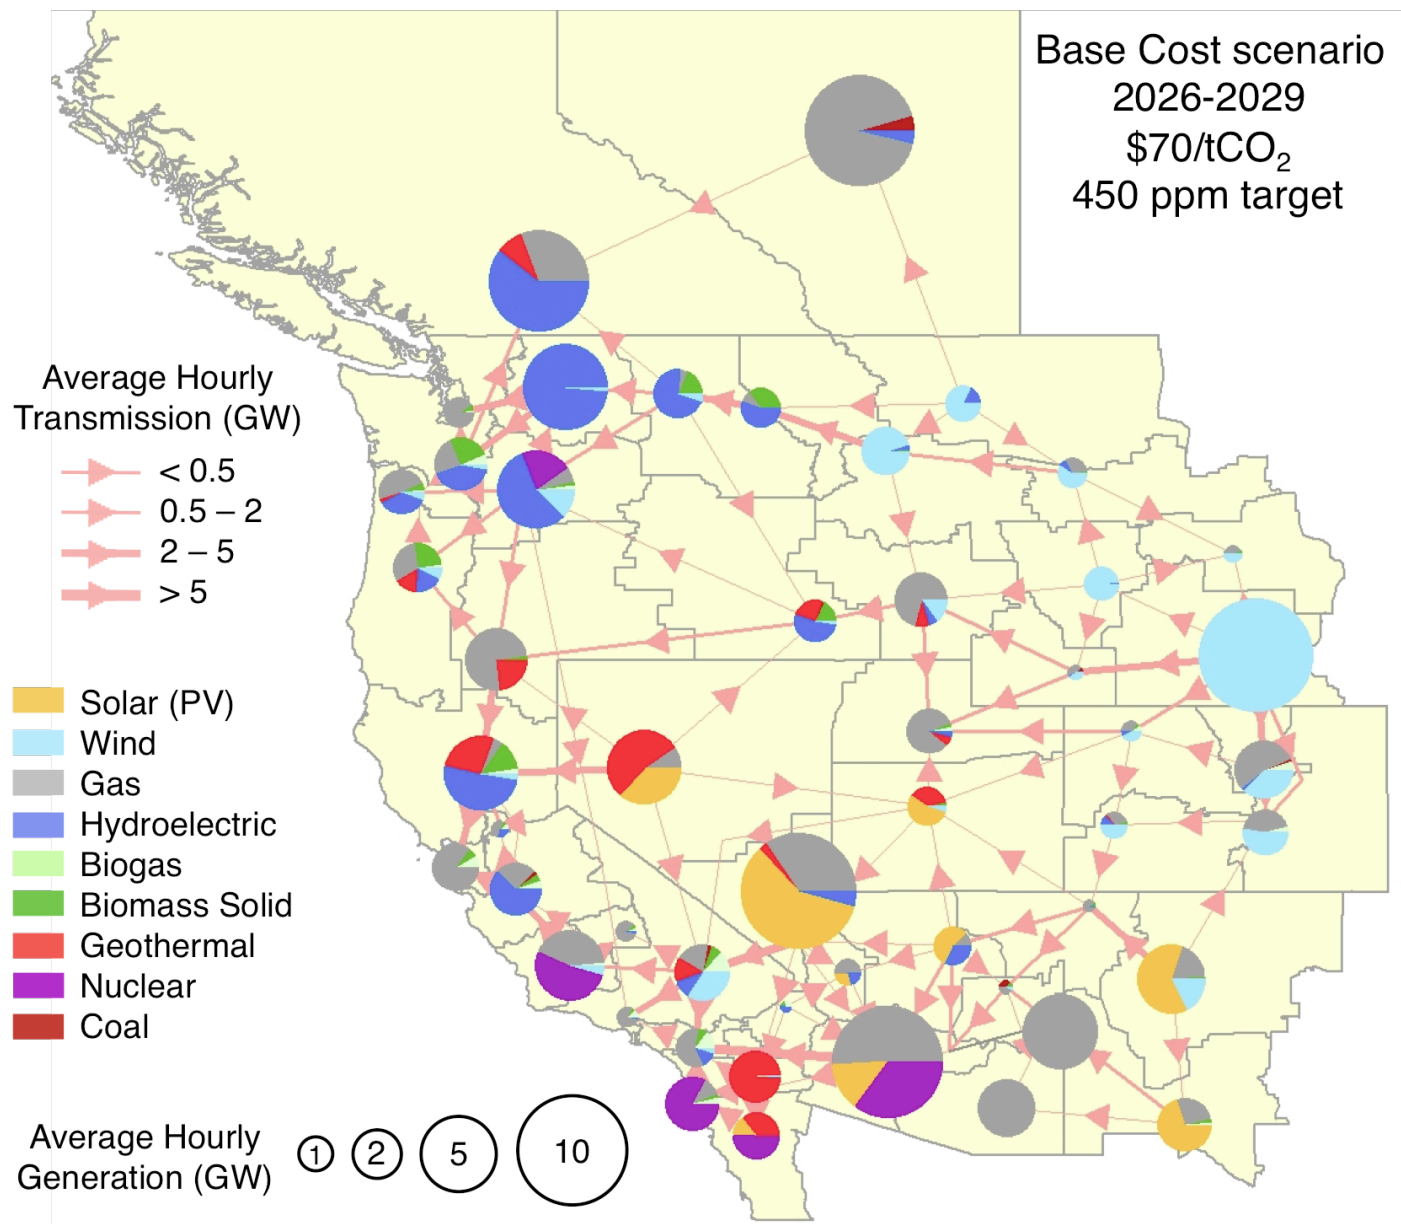 Base Cost scenario
2026-2029
$70/tCO₂
450 ppm target
Average Hourly
Transmission (GW)
< 0.5
0.5 – 2
2 – 5
> 5
Solar (PV)
Wind
Gas
Hydroelectric
Biogas
Biomass Solid
Geothermal
Nuclear
Coal
Average Hourly
Generation (GW)
1 2 5 10